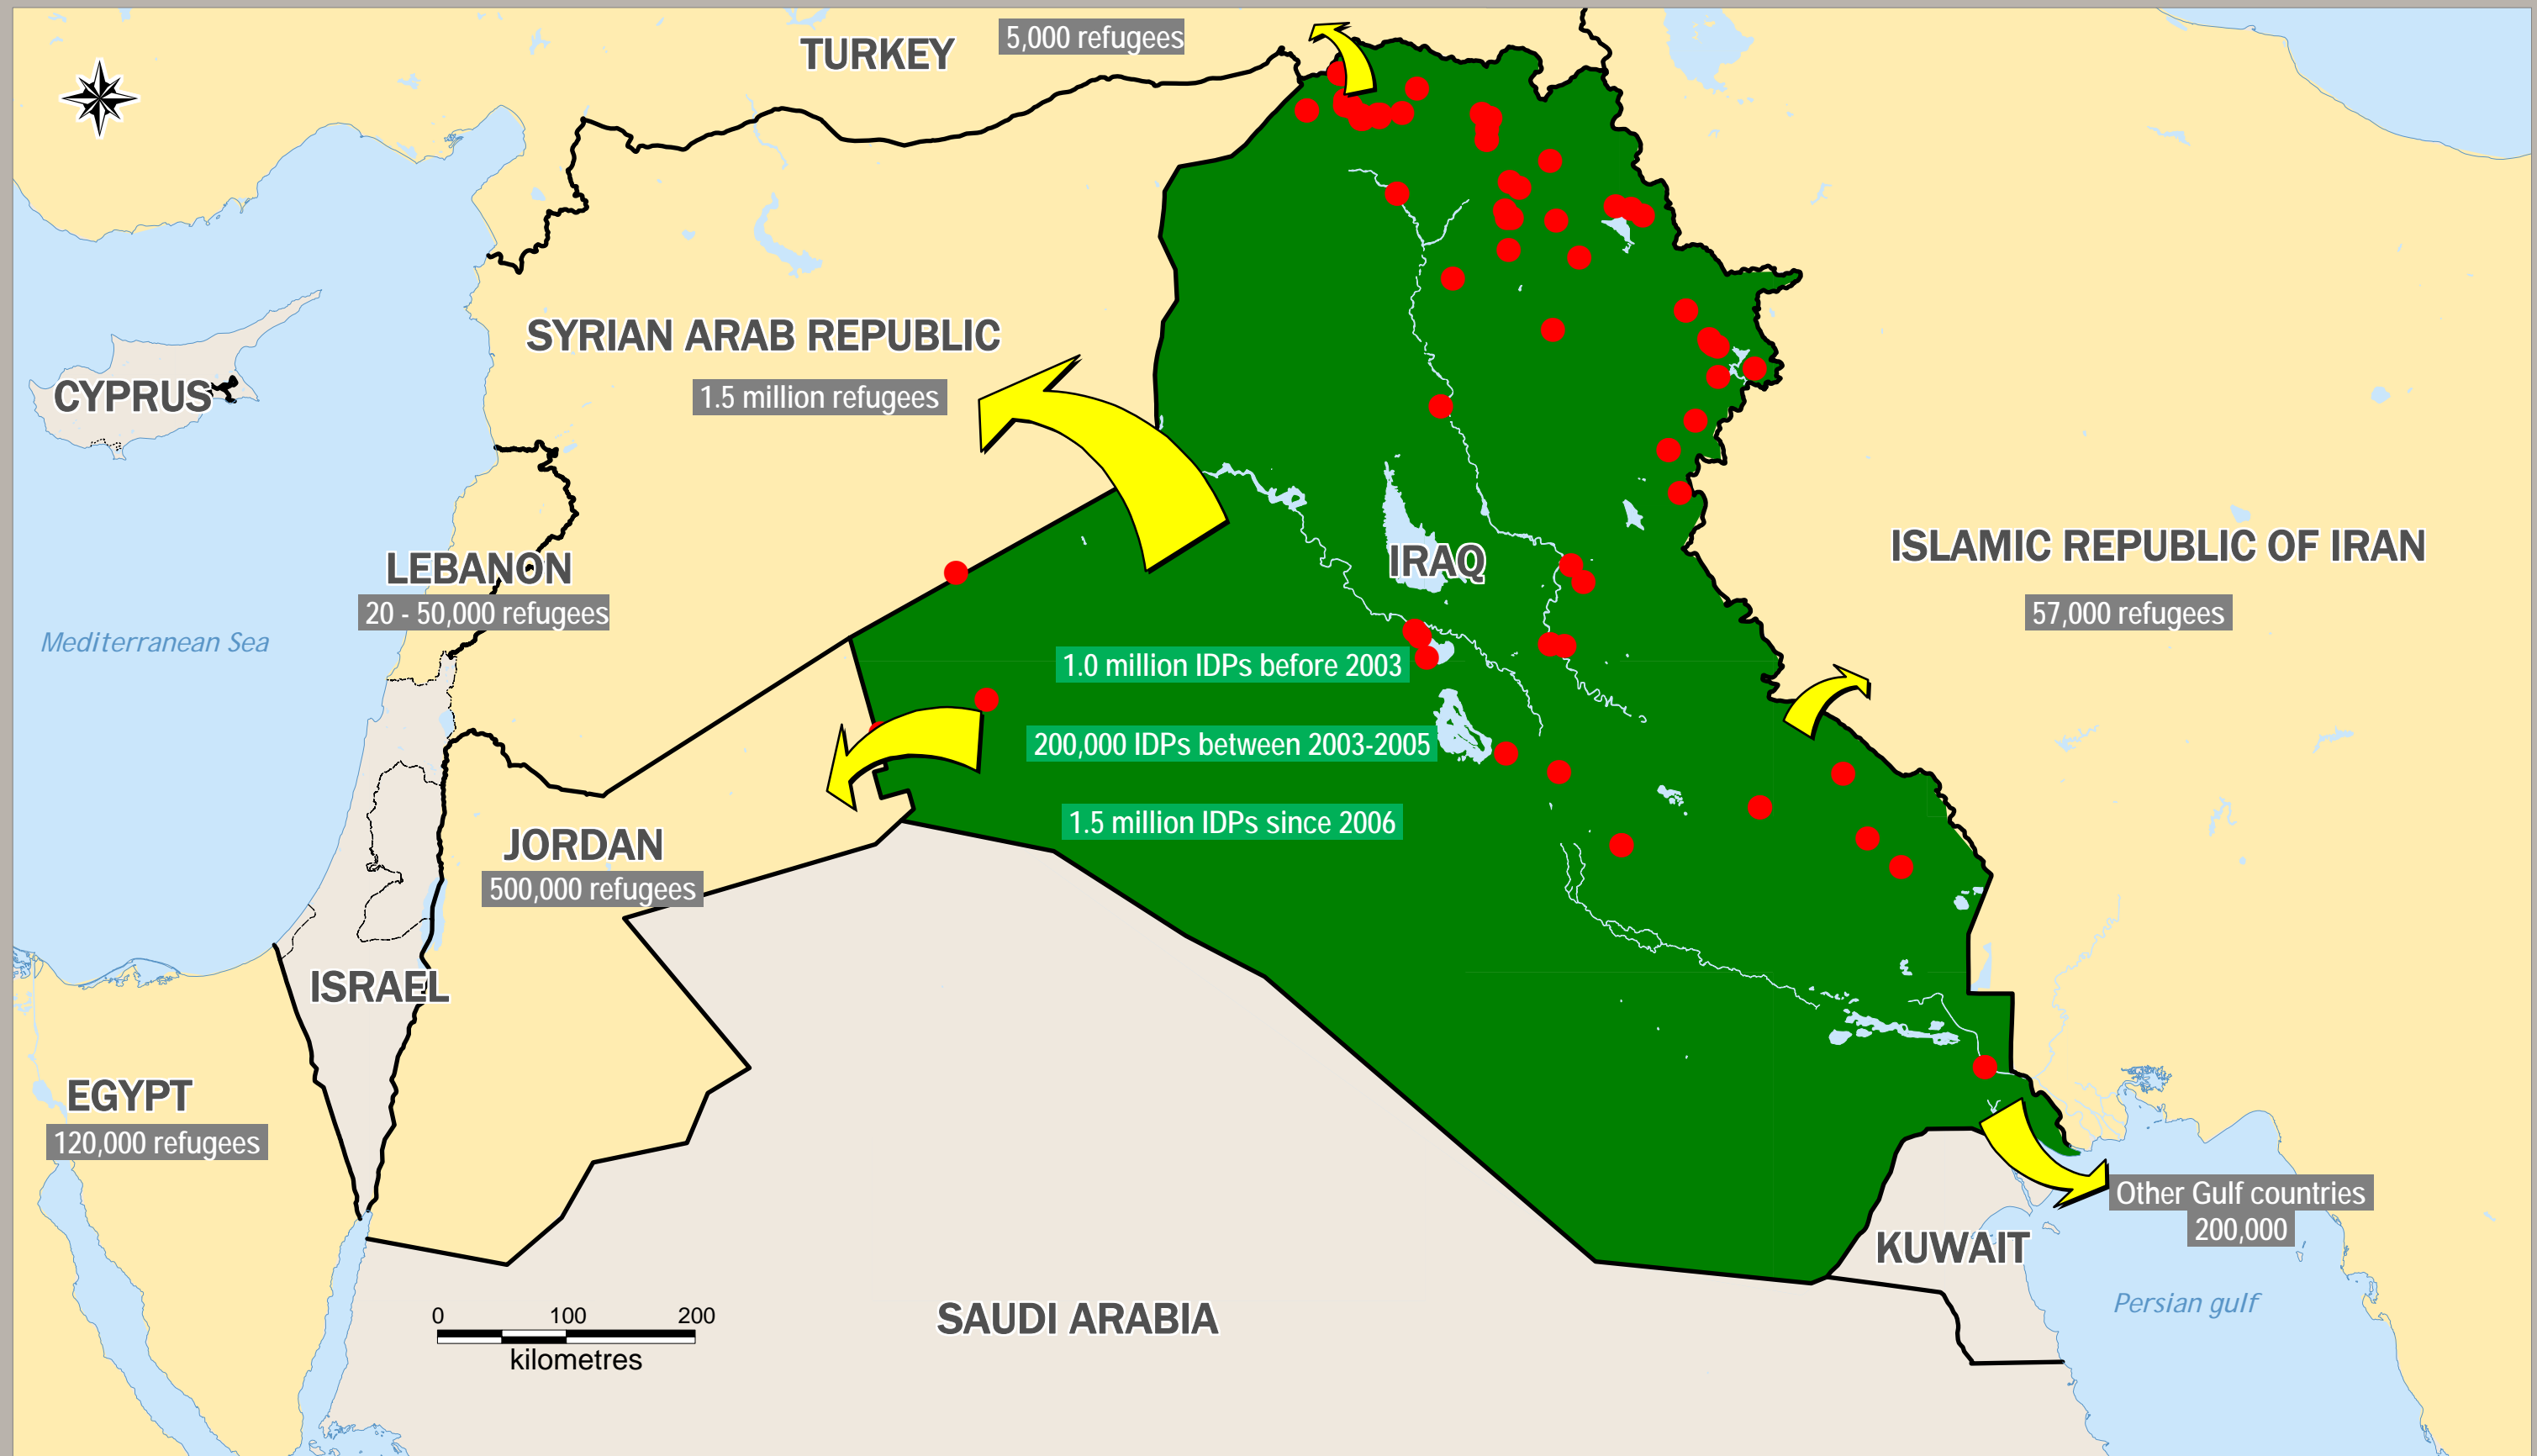 TURKEY
5,000 refugees
SYRIAN ARAB REPUBLIC
1.5 million refugees
CYPRUS
LEBANON
20 - 50,000 refugees
Mediterranean Sea
IRAQ
ISLAMIC REPUBLIC OF IRAN
57,000 refugees
1.0 million IDPs before 2003
200,000 IDPs between 2003-2005
1.5 million IDPs since 2006
JORDAN
500,000 refugees
ISRAEL
EGYPT
120,000 refugees
Other Gulf countries
200,000
KUWAIT
Persian gulf
SAUDI ARABIA
0 100 200
kilometres